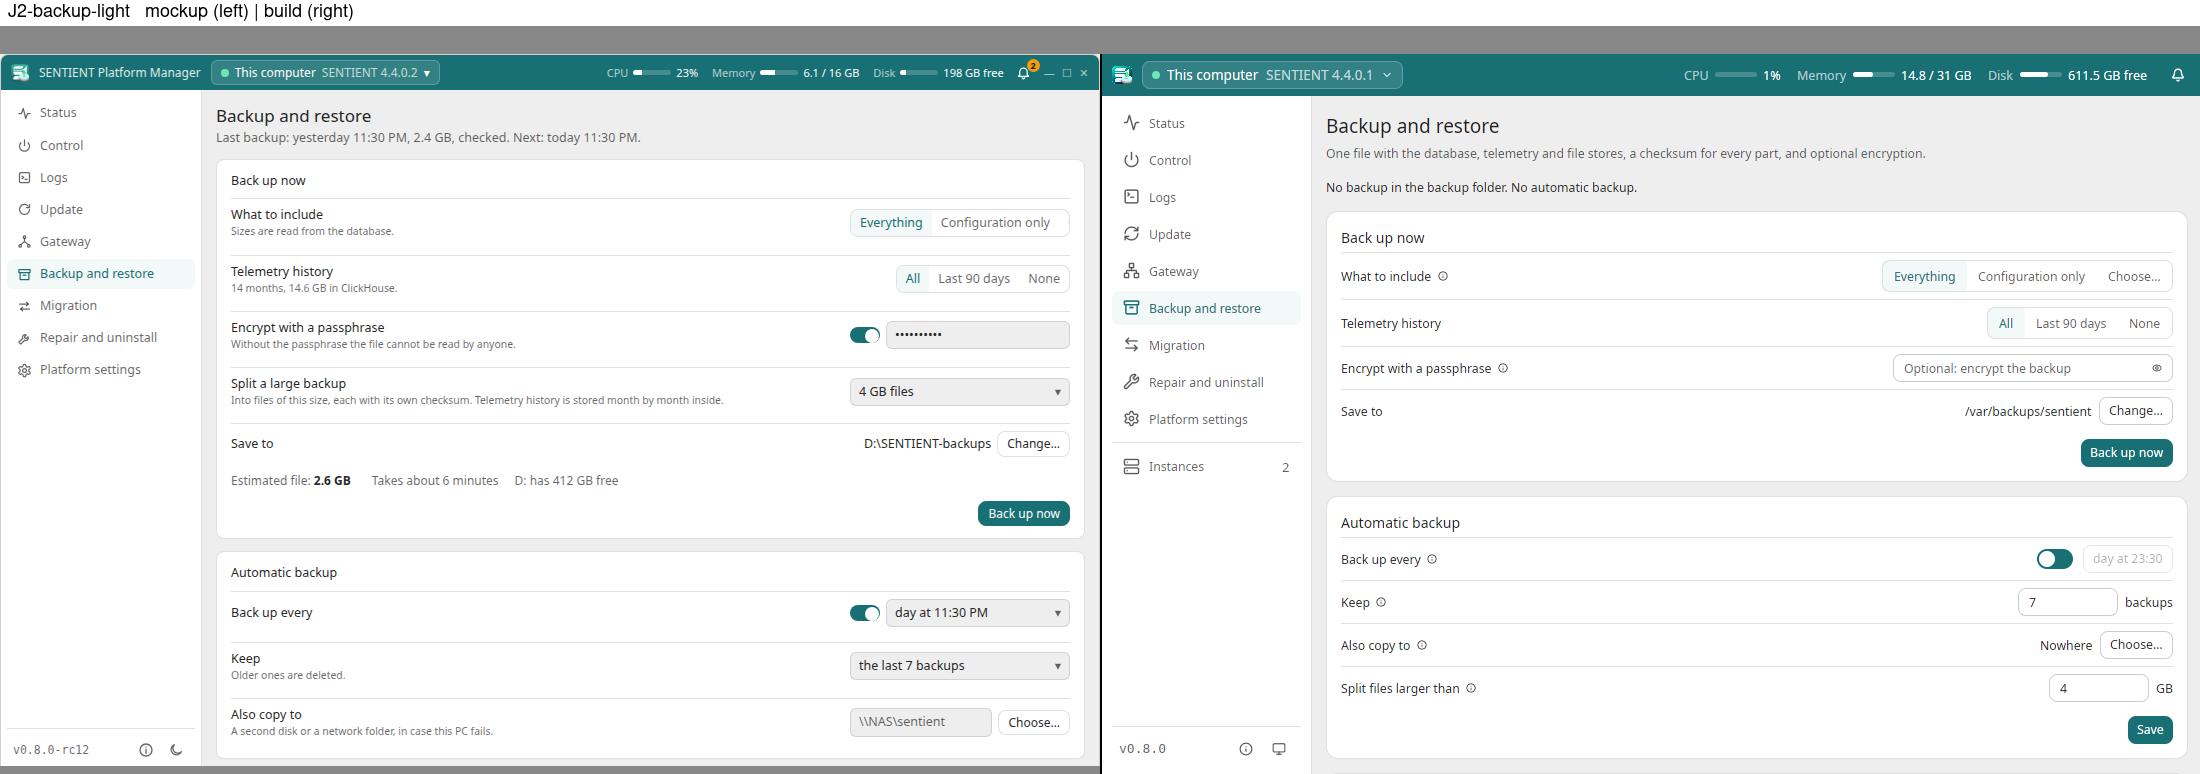 J2-backup-light mockup (left) | build (right)
SENTIENT Platform Manager
This computer SENTIENT 4.4.0.2
CPU 23% Memory 6.1 / 16 GB Disk 198 GB free 2
Status
Control
Logs
Update
Gateway
Backup and restore
Migration
Repair and uninstall
Platform settings
v0.8.0-rc12
Backup and restore
Last backup: yesterday 11:30 PM, 2.4 GB, checked. Next: today 11:30 PM.
Back up now
What to include
Sizes are read from the database.
Everything Configuration only
Telemetry history
14 months, 14.6 GB in ClickHouse.
All Last 90 days None
Encrypt with a passphrase
Without the passphrase the file cannot be read by anyone.
••••••••••
Split a large backup
Into files of this size, each with its own checksum. Telemetry history is stored month by month inside.
4 GB files
Save to
D:\SENTIENT-backups Change...
Estimated file: 2.6 GB Takes about 6 minutes D: has 412 GB free
Back up now
Automatic backup
Back up every
day at 11:30 PM
Keep
Older ones are deleted.
the last 7 backups
Also copy to
A second disk or a network folder, in case this PC fails.
\\NAS\sentient Choose...
This computer SENTIENT 4.4.0.1
CPU 1% Memory 14.8 / 31 GB Disk 611.5 GB free
Status
Control
Logs
Update
Gateway
Backup and restore
Migration
Repair and uninstall
Platform settings
Instances 2
v0.8.0
Backup and restore
One file with the database, telemetry and file stores, a checksum for every part, and optional encryption.
No backup in the backup folder. No automatic backup.
Back up now
What to include
Everything Configuration only Choose...
Telemetry history
All Last 90 days None
Encrypt with a passphrase
Optional: encrypt the backup
Save to
/var/backups/sentient Change...
Back up now
Automatic backup
Back up every
day at 23:30
Keep
7 backups
Also copy to
Nowhere Choose...
Split files larger than
4 GB
Save